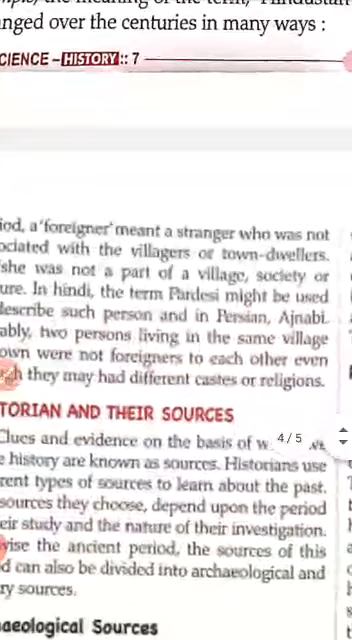 the meaning of the term,
nged over the centuries in many ways :
CIENCE – HISTORY :: 7
iod, a 'foreigner' meant a stranger who was not
ociated with the villagers or town-dwellers.
she was not a part of a village, society or
ure. In hindi, the term Pardesi might be used
describe such person and in Persian, Ajnabi.
ably, two persons living in the same village
own were not foreigners to each other even
gh they may had different castes or religions.
TORIAN AND THEIR SOURCES
Clues and evidence on the basis of w
4 / 5
e history are known as sources. Historians use
rent types of sources to learn about the past.
sources they choose, depend upon the period
eir study and the nature of their investigation.
wise the ancient period, the sources of this
d can also be divided into archaeological and
ry sources.
aeological Sources